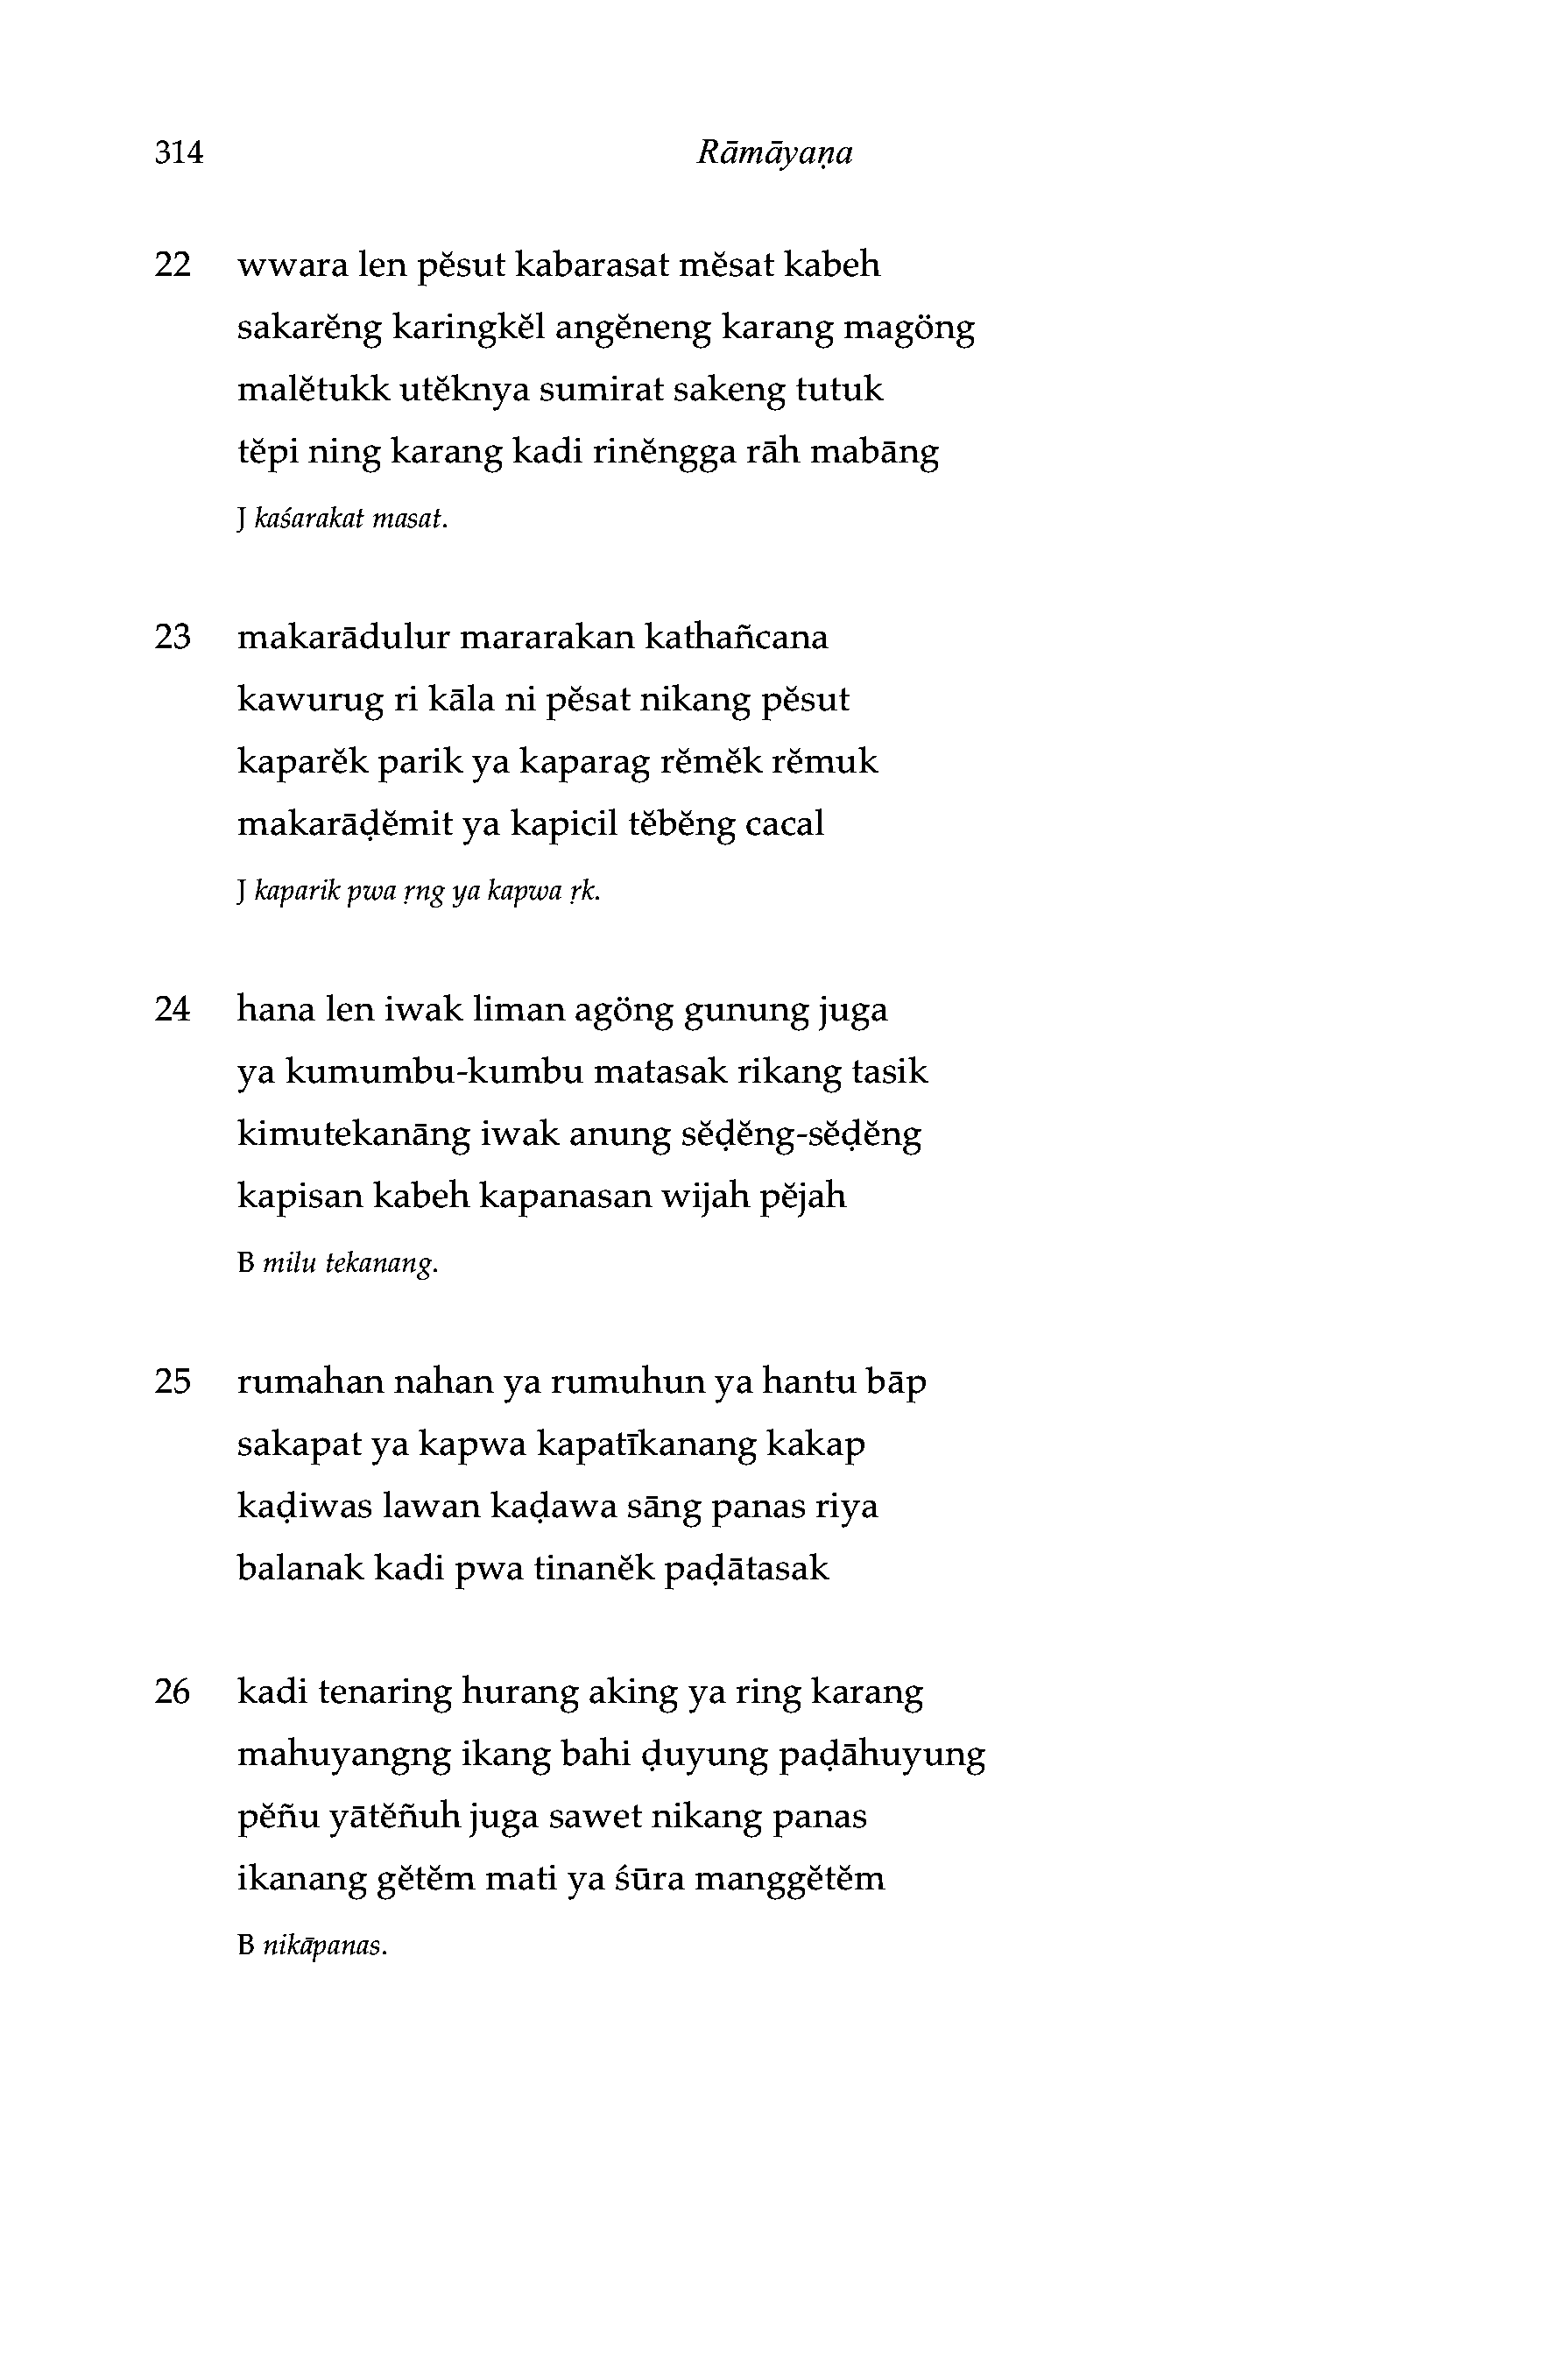 314 Rāmāyaṇa
22 wwara len pĕsut kabarasat mĕsat kabeh
sakarĕng karingkĕl angĕneng karang magöng
malĕtukk utĕknya sumirat sakeng tutuk
tĕpi ning karang kadi rinĕngga rāh mabāng
J kaśarakat masat.
23 makarādulur mararakan kathañcana
kawurug ri kāla ni pĕsat nikang pĕsut
kaparĕk parik ya kaparag rĕmĕk rĕmuk
makarāḍĕmit ya kapicil tĕbĕng cacal
J kaparik pwa ṛng ya kapwa ṛk.
24 hana len iwak liman agöng gunung juga
ya kumumbu-kumbu matasak rikang tasik
kimutekanāng iwak anung sĕḍĕng-sĕḍĕng
kapisan kabeh kapanasan wijah pĕjah
B milu tekanang.
25 rumahan nahan ya rumuhun ya hantu bāp
sakapat ya kapwa kapatīkanang kakap
kaḍiwas lawan kaḍawa sāng panas riya
balanak kadi pwa tinanĕk paḍātasak
26 kadi tenaring hurang aking ya ring karang
mahuyangng ikang bahi ḍuyung paḍāhuyung
pĕñu yātĕñuh juga sawet nikang panas
ikanang gĕtĕm mati ya śūra manggĕtĕm
B nikāpanas.